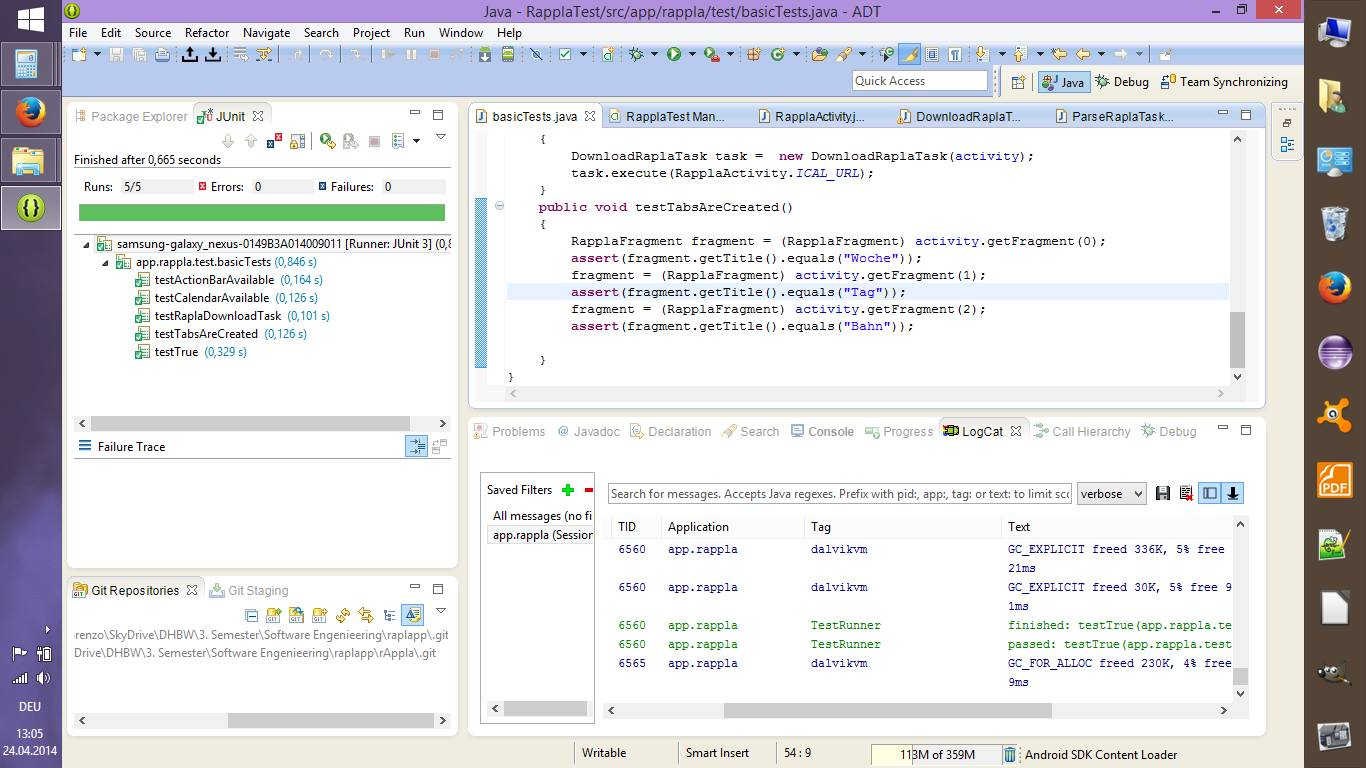 Java - RapplaTest/src/app/rappla/test/basicTests.java - ADT
File Edit Source Refactor Navigate Search Project Run Window Help
Quick Access
Java Debug Team Synchronizing
Package Explorer JUnit
Finished after 0,665 seconds
Runs: 5/5 Errors: 0 Failures: 0
samsung-galaxy_nexus-0149B3A014009011 [Runner: JUnit 3] (0,8
app.rappla.test.basicTests (0,846 s)
testActionBarAvailable (0,164 s)
testCalendarAvailable (0,126 s)
testRaplaDownloadTask (0,101 s)
testTabsAreCreated (0,126 s)
testTrue (0,329 s)
Failure Trace
Git Repositories Git Staging
renzo\SkyDrive\DHBW\3. Semester\Software Engenieering\raplapp\.git
Drive\DHBW\3. Semester\Software Engenieering\raplapp\rAppla\.git
basicTests.java RapplaTest Man... RapplaActivity.j... DownloadRaplaT... ParseRaplaTask...
{
DownloadRaplaTask task =  new DownloadRaplaTask(activity);
task.execute(RapplaActivity.ICAL_URL);
}
public void testTabsAreCreated()
{
RapplaFragment fragment = (RapplaFragment) activity.getFragment(0);
assert(fragment.getTitle().equals("Woche"));
fragment = (RapplaFragment) activity.getFragment(1);
assert(fragment.getTitle().equals("Tag"));
fragment = (RapplaFragment) activity.getFragment(2);
assert(fragment.getTitle().equals("Bahn"));
}
}
Problems @ Javadoc Declaration Search Console Progress LogCat Call Hierarchy Debug
Saved Filters
All messages (no fi
app.rappla (Session
Search for messages. Accepts Java regexes. Prefix with pid:, app:, tag: or text: to limit sco
verbose
TID Application Tag Text
6560 app.rappla dalvikvm GC_EXPLICIT freed 336K, 5% free
21ms
6560 app.rappla dalvikvm GC_EXPLICIT freed 30K, 5% free 9
1ms
6560 app.rappla TestRunner finished: testTrue(app.rappla.te
6560 app.rappla TestRunner passed: testTrue(app.rappla.test
6565 app.rappla dalvikvm GC_FOR_ALLOC freed 230K, 4% free
9ms
Writable Smart Insert 54 : 9 113M of 359M Android SDK Content Loader
DEU
13:05
24.04.2014
PDF